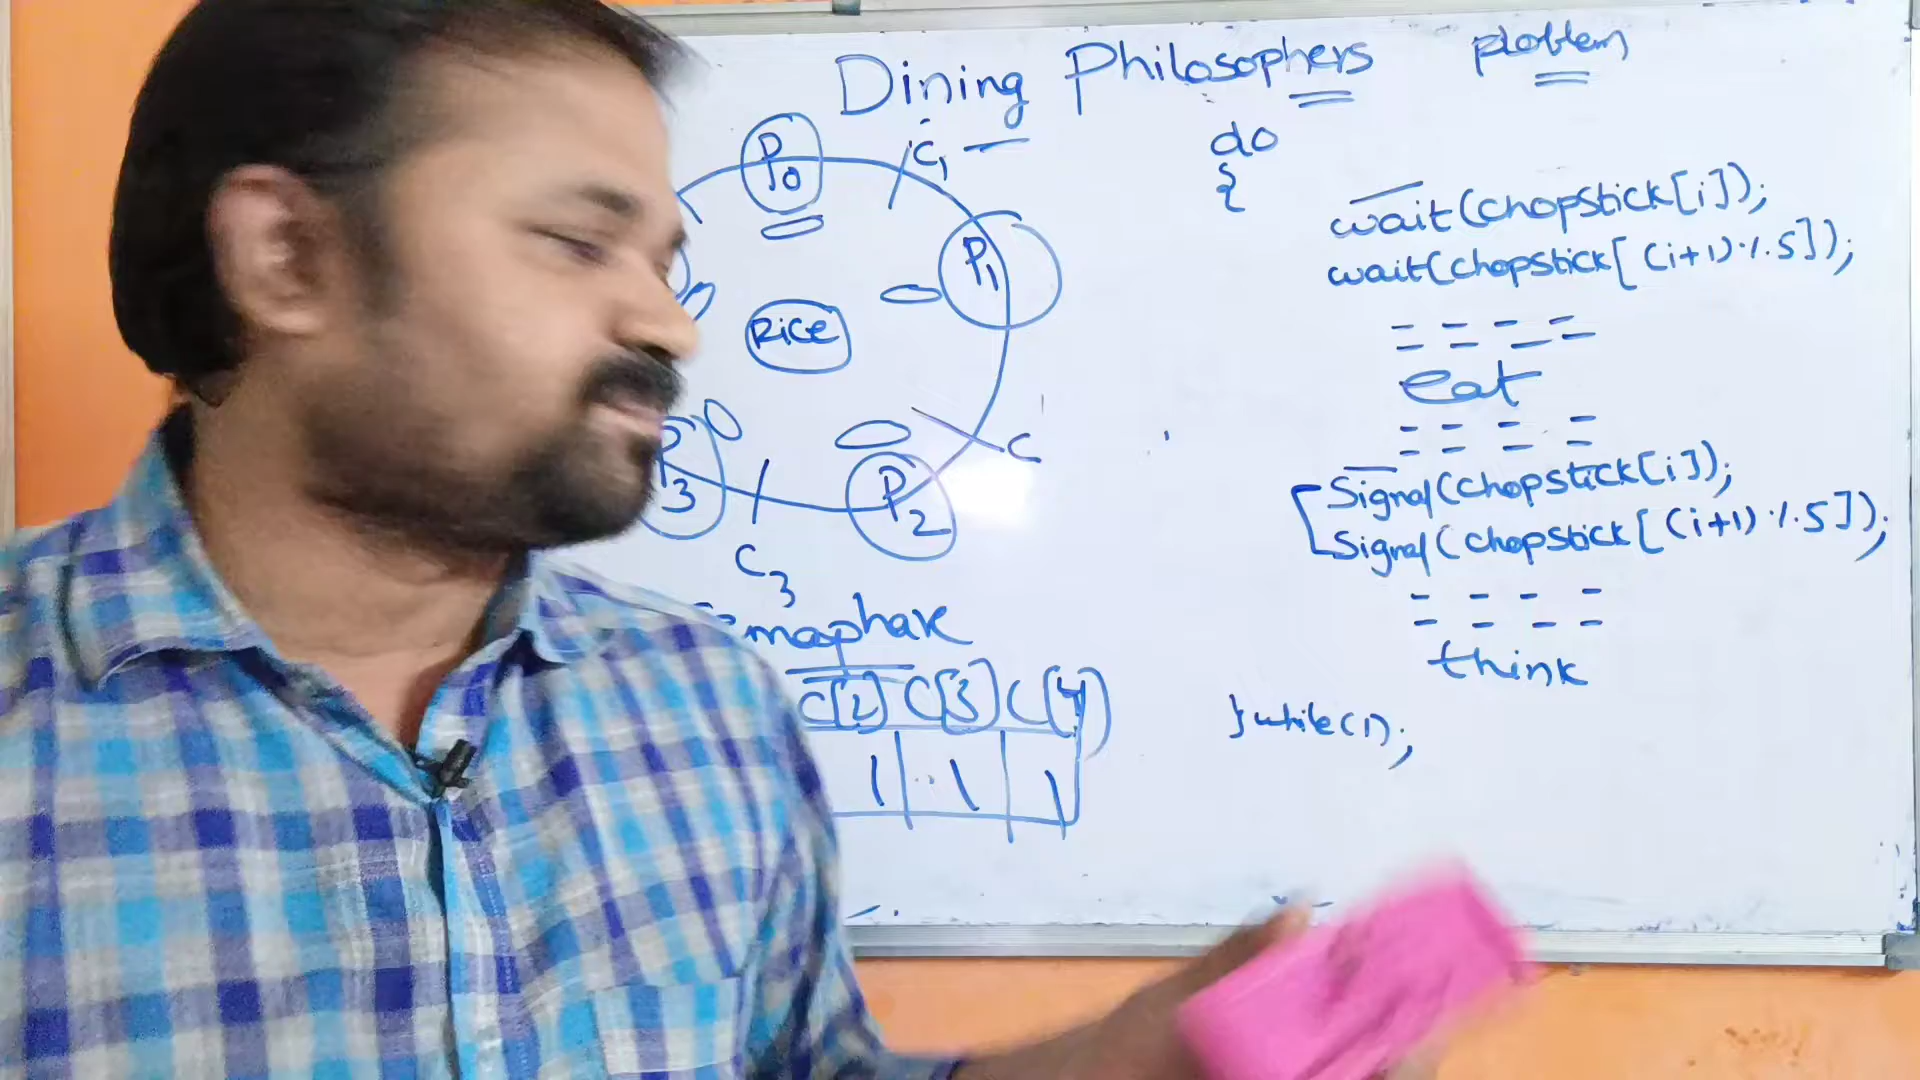 Dining Philosophers problem
P0
C1
P1
Rice
C
P2
P3
C3
C[2] C[3] C[4]
1 1 1
do
{
wait(chopstick[i]);
wait(chopstick[(i+1)%5]);
eat
Signal(chopstick[i]);
Signal(chopstick[(i+1)%5]);
think
}while(1);